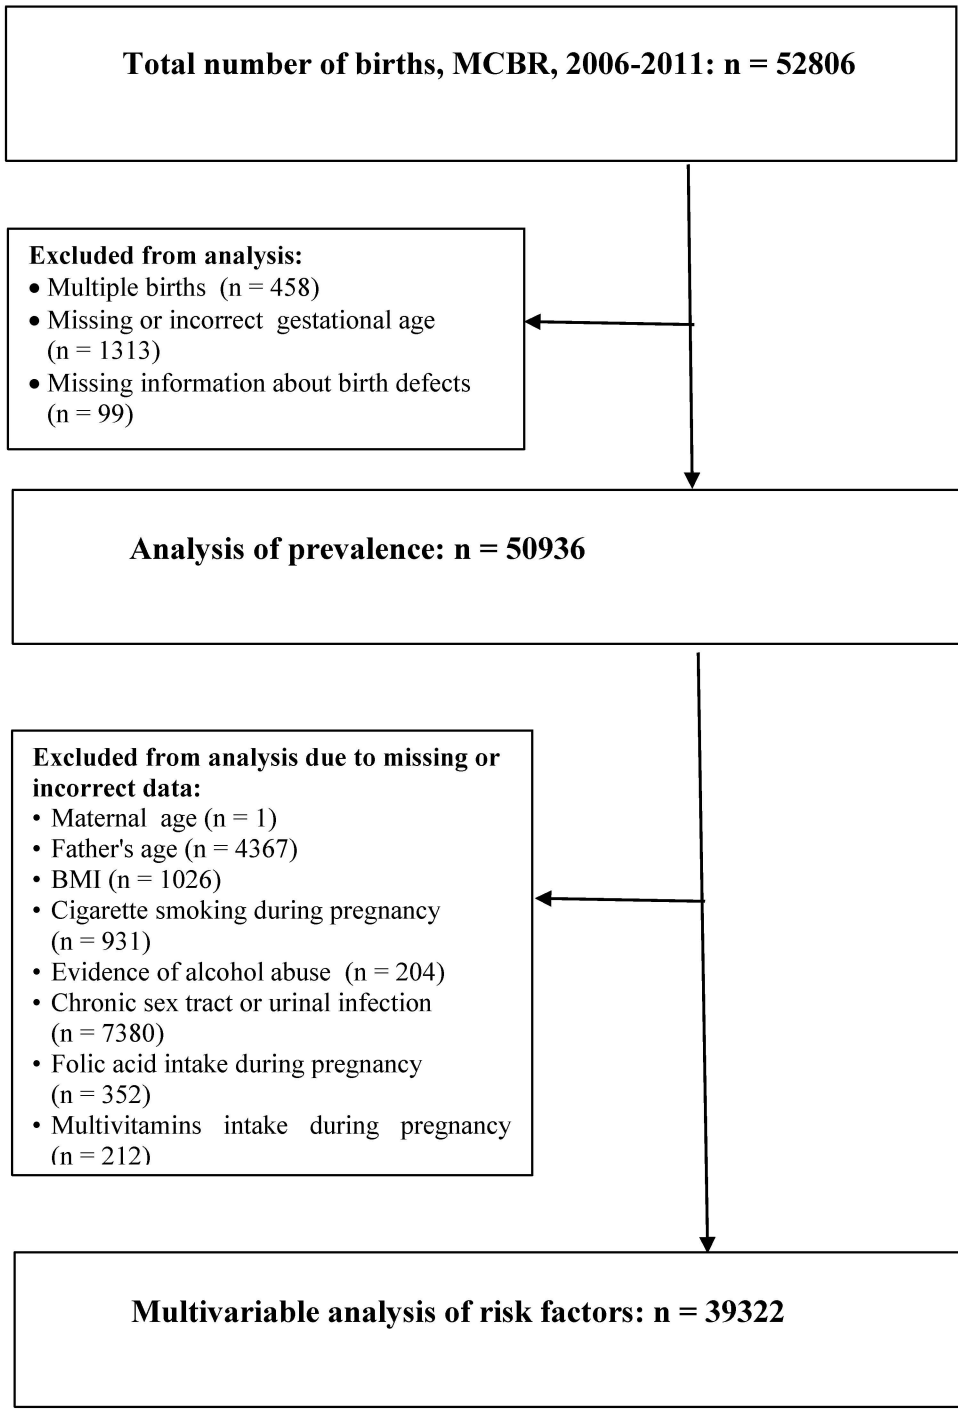 Total number of births, MCBR, 2006-2011: n = 52806
Excluded from analysis:
• Multiple births (n = 458)
• Missing or incorrect gestational age
(n = 1313)
• Missing information about birth defects
(n = 99)
Analysis of prevalence: n = 50936
Excluded from analysis due to missing or
incorrect data:
• Maternal age (n = 1)
• Father's age (n = 4367)
• BMI (n = 1026)
• Cigarette smoking during pregnancy
(n = 931)
• Evidence of alcohol abuse (n = 204)
• Chronic sex tract or urinal infection
(n = 7380)
• Folic acid intake during pregnancy
(n = 352)
• Multivitamins intake during pregnancy
(n = 212)
Multivariable analysis of risk factors: n = 39322